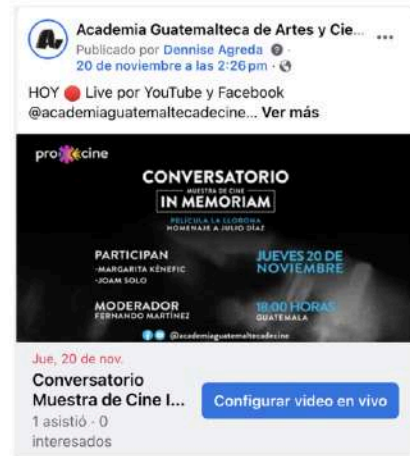 Academia Guatemalteca de Artes y Cie...
Publicado por Dennise Agreda
20 de noviembre a las 2:26 pm ·
HOY 🔴 Live por YouTube y Facebook
@academiaguatemaltecadecine... Ver más
pro cine
CONVERSATORIO
MUESTRA DE CINE
IN MEMORIAM
PELÍCULA LA LLORONA
HOMENAJE A JULIO DÍAZ
PARTICIPAN
-MARGARITA KÉNEFIC
-JOAM SOLO
JUEVES 20 DE
NOVIEMBRE
MODERADOR
FERNANDO MARTÍNEZ
18:00 HORAS
GUATEMALA
@academiaguatemaltecadecine
Jue, 20 de nov.
Conversatorio
Muestra de Cine I...
1 asistió · 0
interesados
Configurar video en vivo